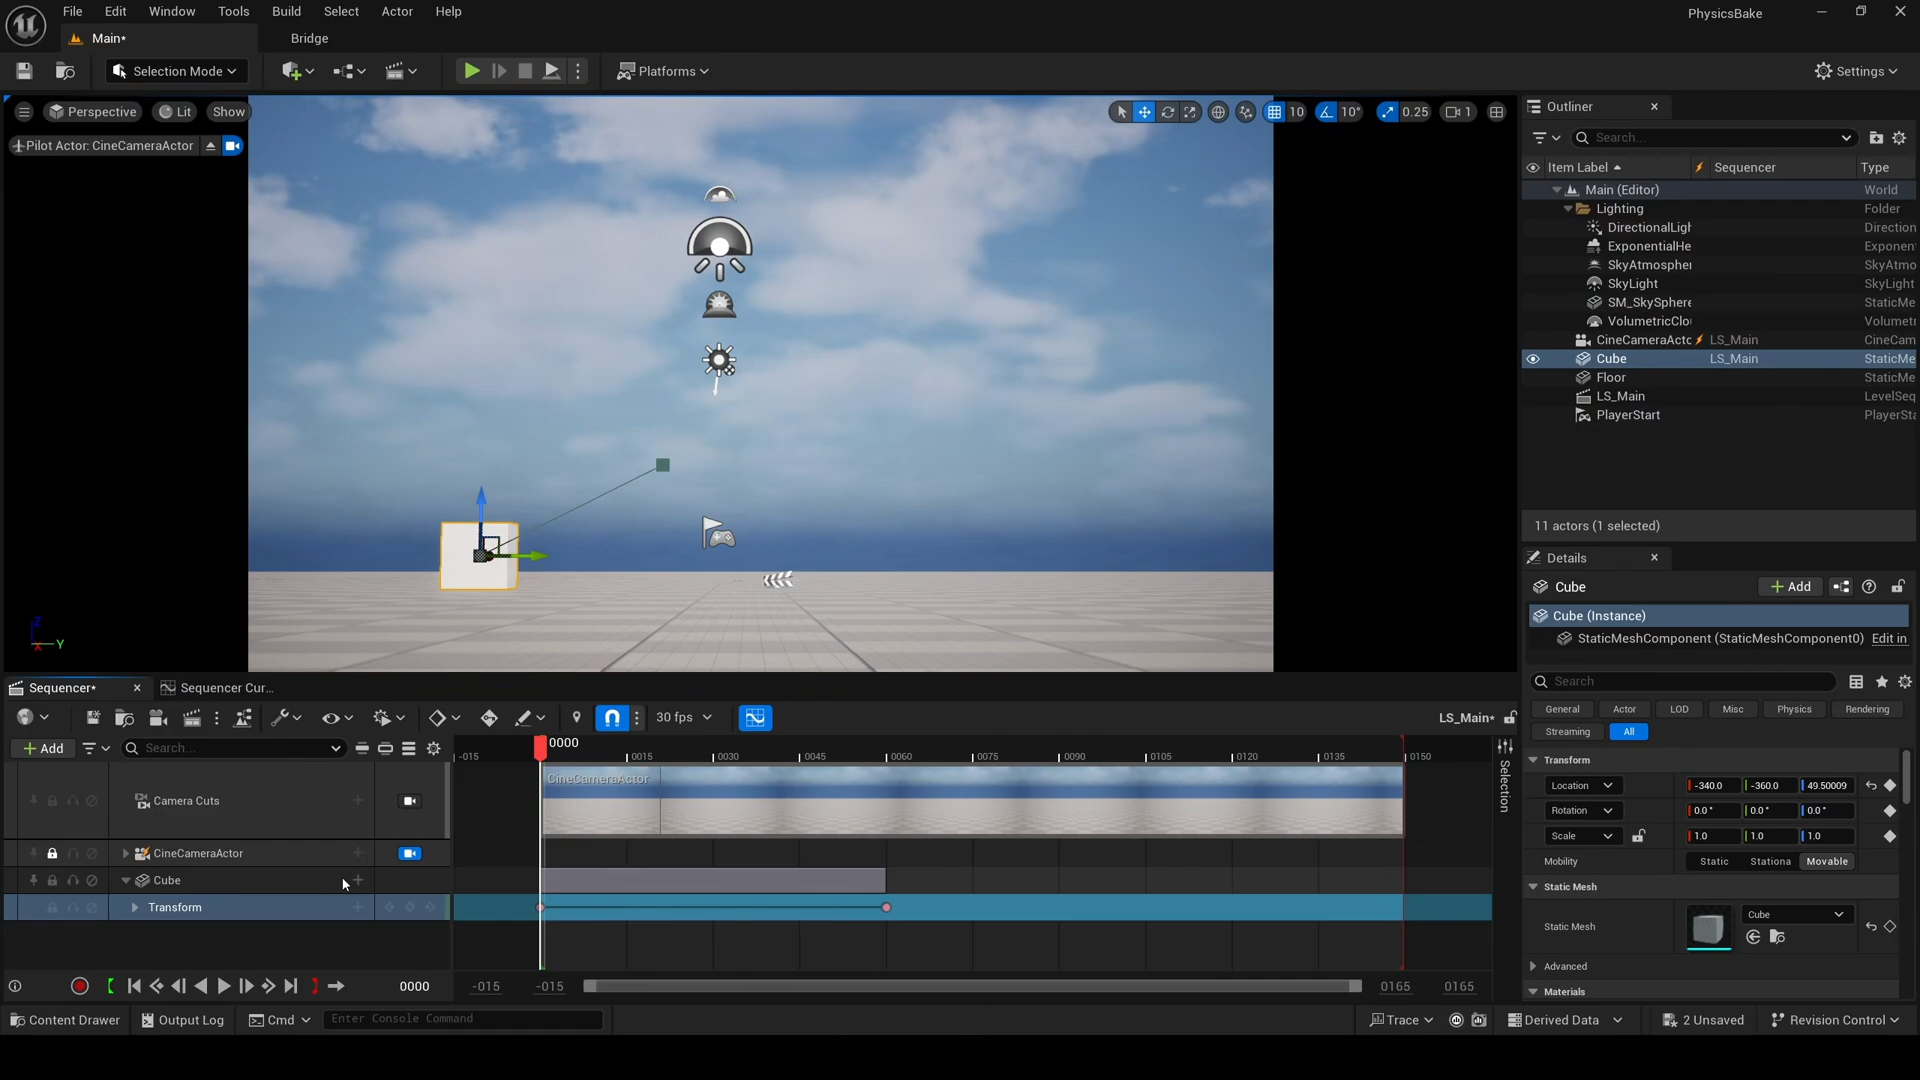 File Edit Window Tools Build Select Actor Help
PhysicsBake
Main*
Bridge
Selection Mode
Platforms
Settings
Perspective
Lit
Show
10
10°
0.25
1
Pilot Actor: CineCameraActor
Z
X
Y
Outliner
Search...
Item Label
Sequencer
Type
Main (Editor)
World
Lighting
Folder
DirectionalLigh
Direction
ExponentialHe
Exponen
SkyAtmospher
SkyAtmo
SkyLight
SkyLight
SM_SkySphere
StaticMe
VolumetricClou
Volumetr
CineCameraActo
LS_Main
CineCam
Cube
LS_Main
StaticMe
Floor
StaticMe
LS_Main
LevelSeq
PlayerStart
PlayerSta
11 actors (1 selected)
Details
Cube
Add
Cube (Instance)
StaticMeshComponent (StaticMeshComponent0)
Edit in
Search
General
Actor
LOD
Misc
Physics
Rendering
Streaming
All
Transform
Location
-340.0
-360.0
49.50009
Rotation
0.0 °
0.0 °
0.0 °
Scale
1.0
1.0
1.0
Mobility
Static
Stationa
Movable
Static Mesh
Static Mesh
Cube
Advanced
Materials
Sequencer*
Sequencer Cur...
30 fps
LS_Main*
Add
Search...
-015
0000
0015
0030
0045
0060
0075
0090
0105
0120
0135
0150
Selection
Camera Cuts
CineCameraActor
CineCameraActor
Cube
Transform
0000
-015
-015
0165
0165
Content Drawer
Output Log
Cmd
Enter Console Command
Trace
Derived Data
2 Unsaved
Revision Control